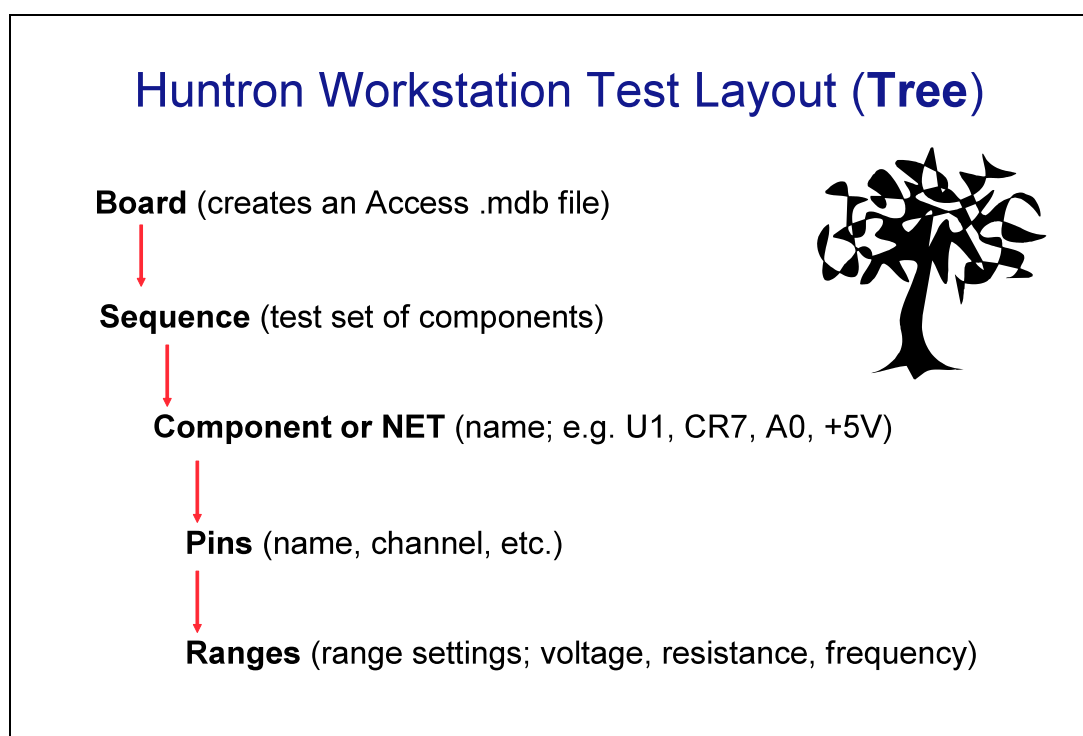 Huntron Workstation Test Layout (Tree)
Board (creates an Access .mdb file)
Sequence (test set of components)
Component or NET (name; e.g. U1, CR7, A0, +5V)
Pins (name, channel, etc.)
Ranges (range settings; voltage, resistance, frequency)